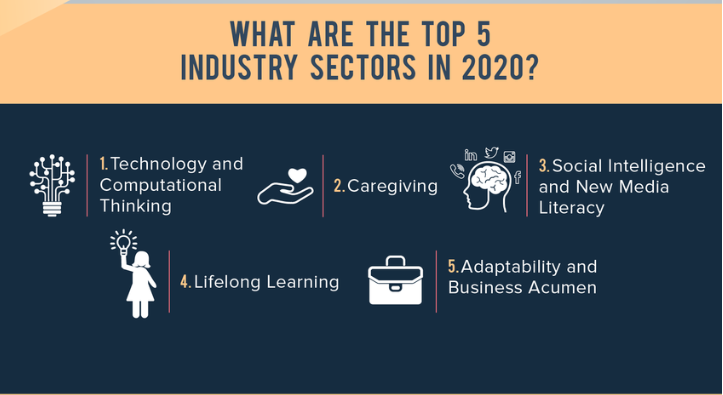 WHAT ARE THE TOP 5
INDUSTRY SECTORS IN 2020?
1.Technology and
Computational
Thinking
2.Caregiving
in
f
3.Social Intelligence
and New Media
Literacy
4.Lifelong Learning
5.Adaptability and
Business Acumen